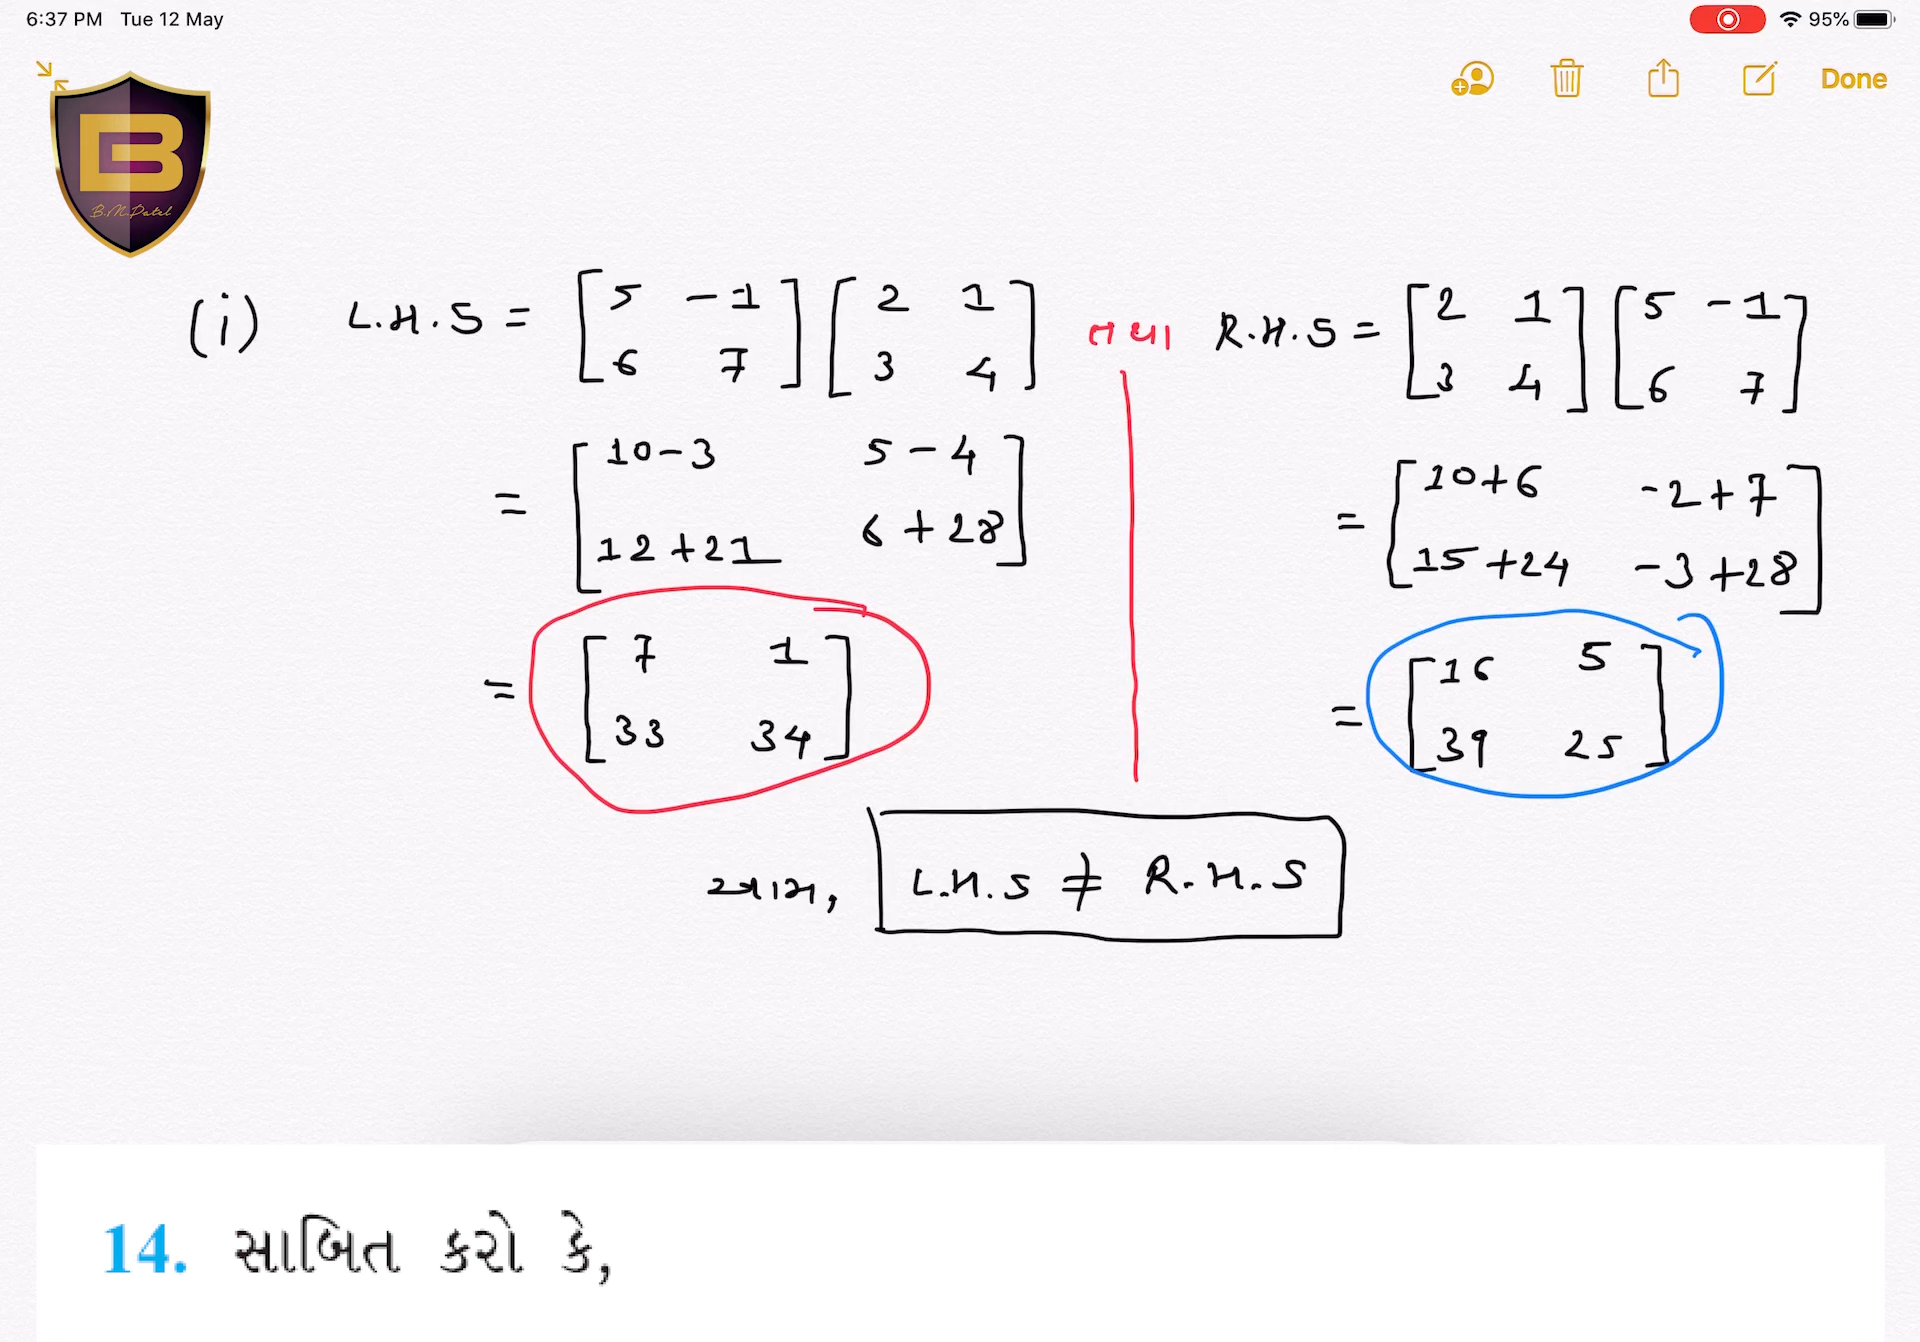 6:37 PM Tue 12 May 95%
Done
B
B.M.Patel
(i) L.H.S = [5 -1 6 7] [2 1 3 4] તથા R.H.S = [2 1 3 4] [5 -1 6 7]
= [10-3 5-4 12+21 6+28] = [10+6 -2+7 15+24 -3+28]
= [7 1 33 34] = [16 5 39 25]
આમ, L.H.S ≠ R.H.S
14. સાબિત કરો કે,